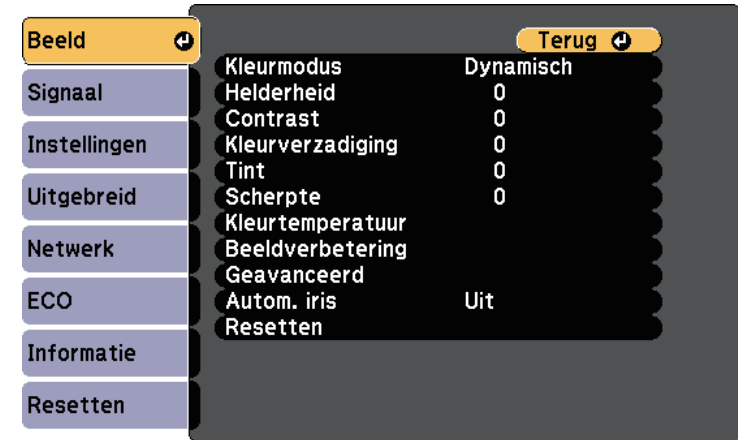 Beeld
Signaal
Instellingen
Uitgebreid
Netwerk
ECO
Informatie
Resetten
Terug
Kleurmodus Dynamisch
Helderheid 0
Contrast 0
Kleurverzadiging 0
Tint 0
Scherpte 0
Kleurtemperatuur
Beeldverbetering
Geavanceerd
Autom. iris Uit
Resetten